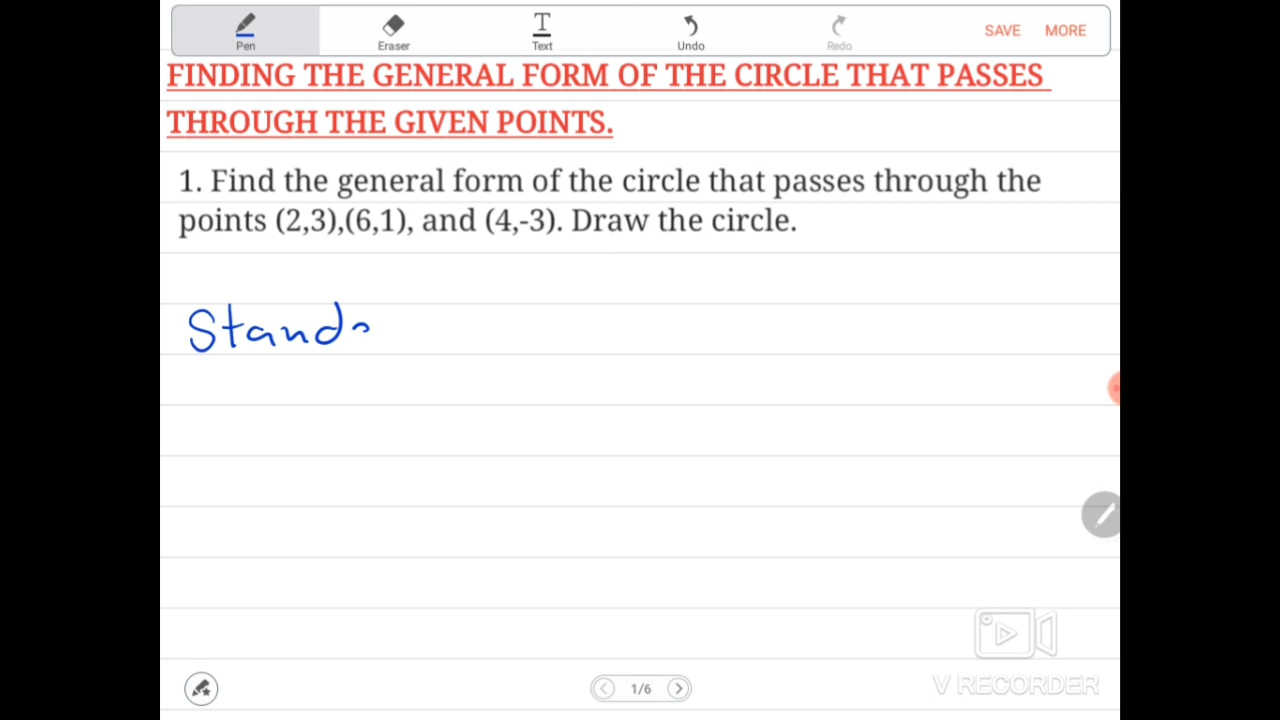 Pen Eraser Text Undo Redo SAVE MORE
FINDING THE GENERAL FORM OF THE CIRCLE THAT PASSES
THROUGH THE GIVEN POINTS.
1. Find the general form of the circle that passes through the
points (2,3),(6,1), and (4,-3). Draw the circle.
Stand
1/6
V RECORDER